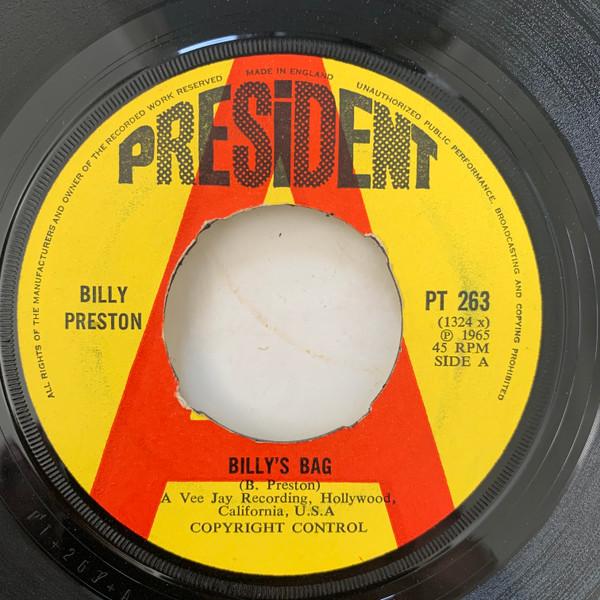 ALL RIGHTS OF THE MANUFACTURERS AND OWNER OF THE RECORDED WORK RESERVED
MADE IN ENGLAND
UNAUTHORIZED PUBLIC PERFORMANCE, BROADCASTING AND COPYING PROHIBITED
PRESiDENT
BILLY
PRESTON
PT 263
(1324 x)
℗ 1965
45 RPM
SIDE A
BILLY'S BAG
(B. Preston)
A Vee Jay Recording, Hollywood,
California, U.S.A
COPYRIGHT CONTROL
A